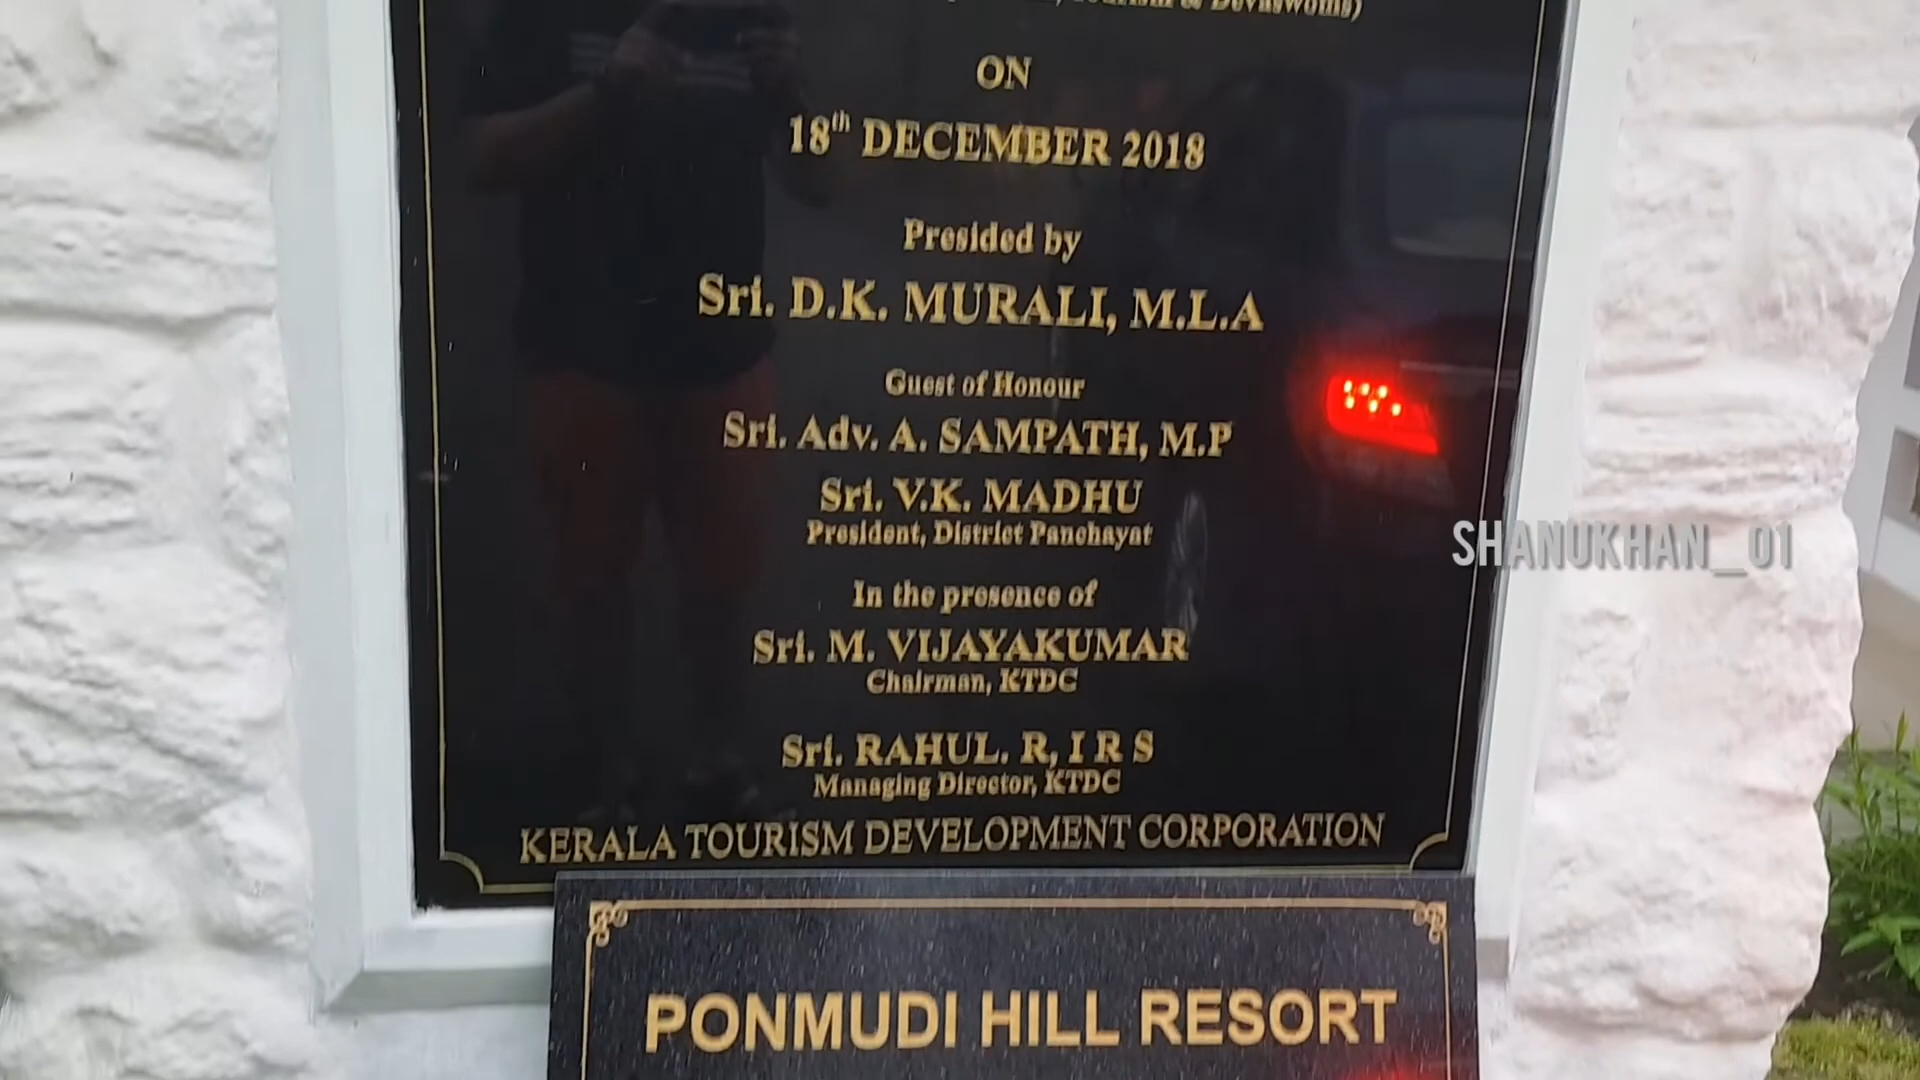 Tourism & Devaswoms)
ON
18th DECEMBER 2018
Presided by
Sri. D.K. MURALI, M.L.A
Guest of Honour
Sri. Adv. A. SAMPATH, M.P
Sri. V.K. MADHU
President, District Panchayat
In the presence of
Sri. M. VIJAYAKUMAR
Chairman, KTDC
Sri. RAHUL. R, I R S
Managing Director, KTDC
KERALA TOURISM DEVELOPMENT CORPORATION
PONMUDI HILL RESORT
SHANUKHAN_01